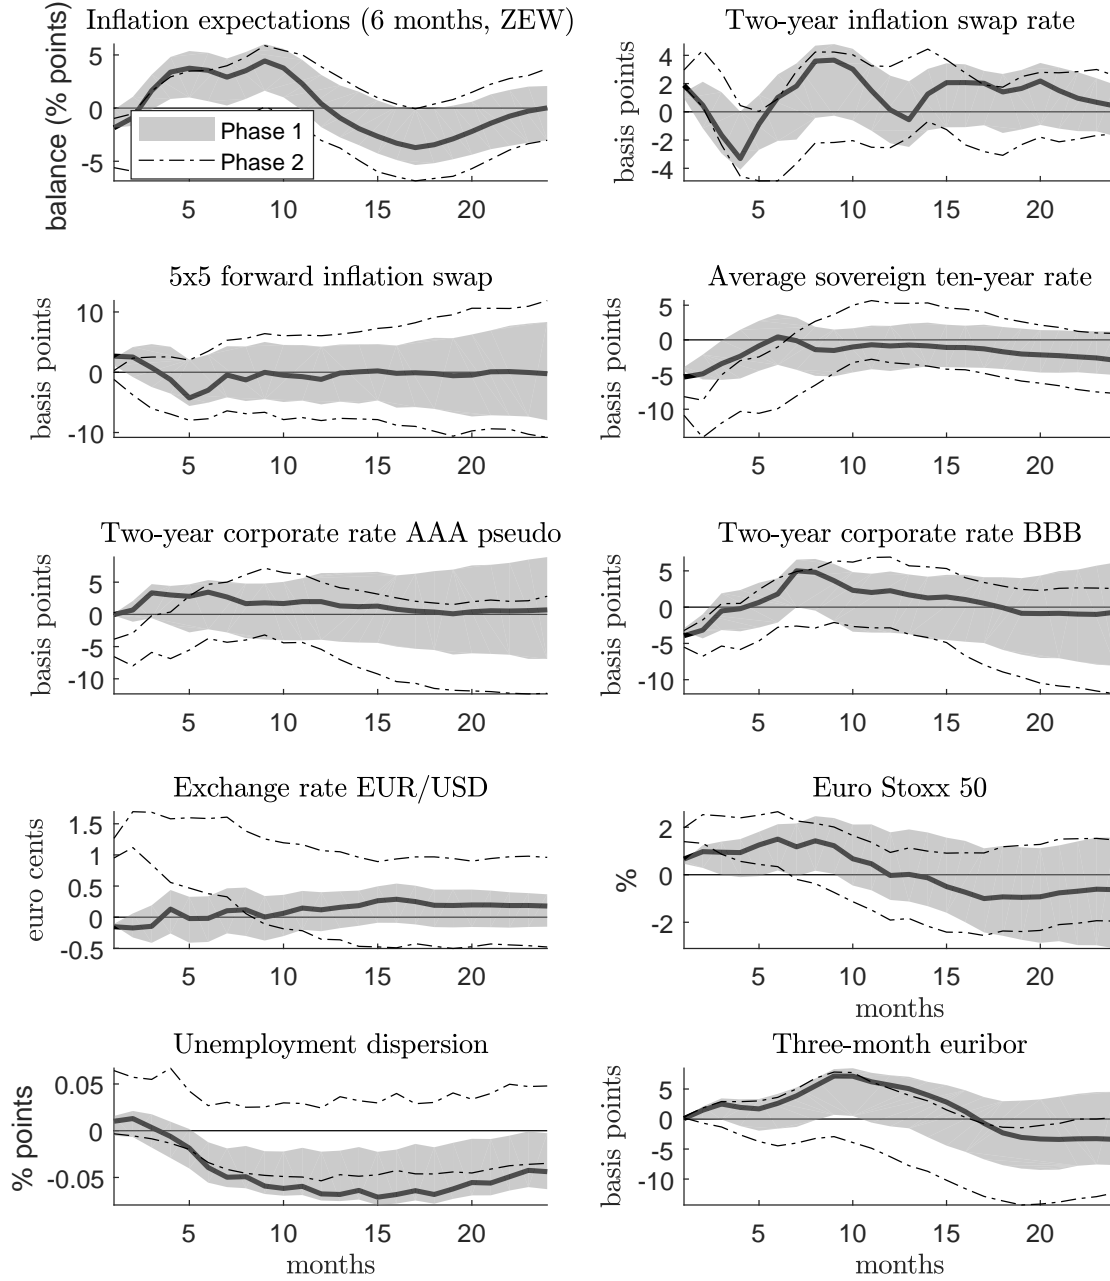 Inflation expectations (6 months, ZEW)
balance (% points)
5
0
-5
Phase 1
Phase 2
5 10 15 20
Two-year inflation swap rate
basis points
4
2
0
-2
-4
5 10 15 20
5x5 forward inflation swap
basis points
10
0
-10
5 10 15 20
Average sovereign ten-year rate
basis points
5
0
-5
-10
5 10 15 20
Two-year corporate rate AAA pseudo
basis points
5
0
-5
-10
5 10 15 20
Two-year corporate rate BBB
basis points
5
0
-5
-10
5 10 15 20
Exchange rate EUR/USD
euro cents
1.5
1
0.5
0
-0.5
5 10 15 20
Euro Stoxx 50
%
2
0
-2
5 10 15 20
months
Unemployment dispersion
% points
0.05
0
-0.05
5 10 15 20
months
Three-month euribor
basis points
5
0
-5
-10
5 10 15 20
months